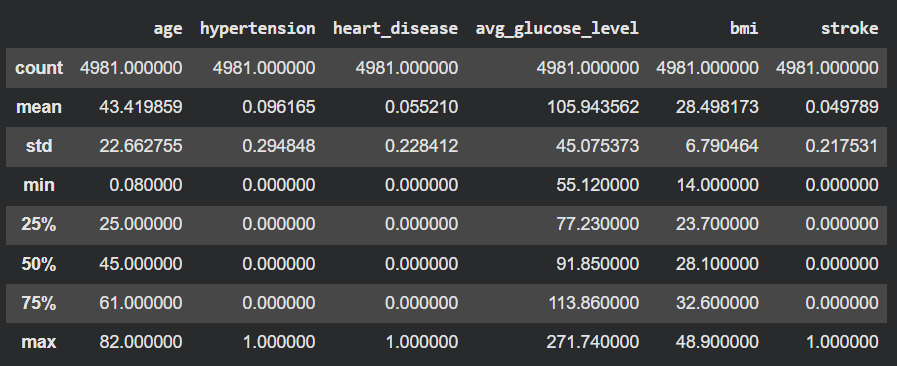 age hypertension heart_disease avg_glucose_level bmi stroke
count 4981.000000 4981.000000 4981.000000 4981.000000 4981.000000 4981.000000
mean 43.419859 0.096165 0.055210 105.943562 28.498173 0.049789
std 22.662755 0.294848 0.228412 45.075373 6.790464 0.217531
min 0.080000 0.000000 0.000000 55.120000 14.000000 0.000000
25% 25.000000 0.000000 0.000000 77.230000 23.700000 0.000000
50% 45.000000 0.000000 0.000000 91.850000 28.100000 0.000000
75% 61.000000 0.000000 0.000000 113.860000 32.600000 0.000000
max 82.000000 1.000000 1.000000 271.740000 48.900000 1.000000